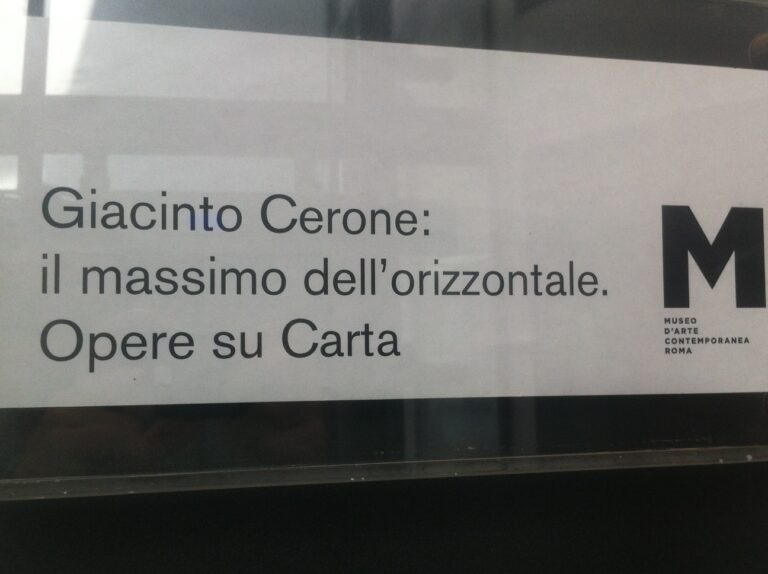 Giacinto Cerone:
il massimo dell'orizzontale.
Opere su Carta
M
MUSEO
D'ARTE
CONTEMPORANEA
ROMA